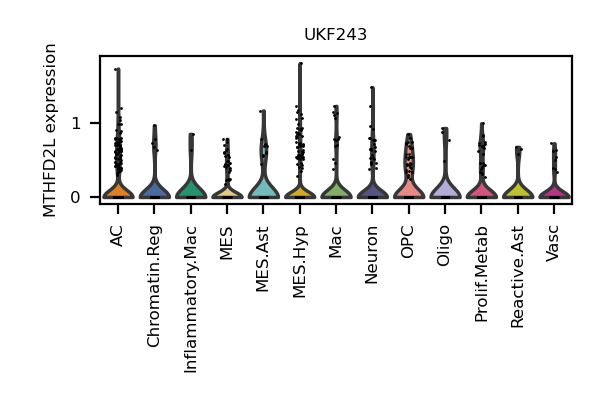 UKF243
MTHFD2L expression
1
0
AC
Chromatin.Reg
Inflammatory.Mac
MES
MES.Ast
MES.Hyp
Mac
Neuron
OPC
Oligo
Prolif.Metab
Reactive.Ast
Vasc